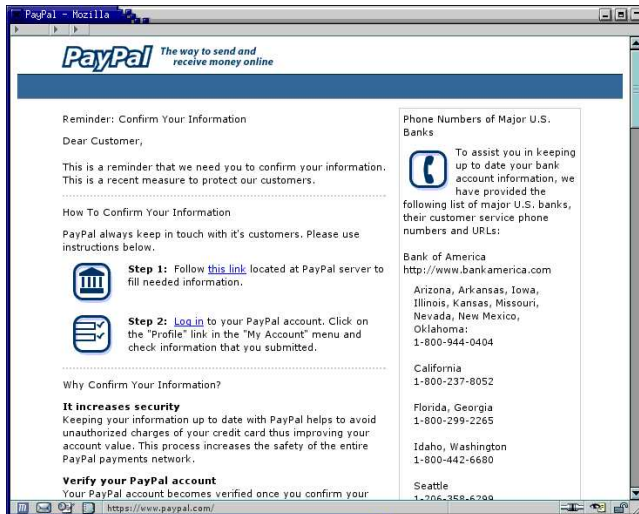 PayPal - Mozilla
PayPal The way to send and
receive money online
Reminder: Confirm Your Information
Dear Customer,
This is a reminder that we need you to confirm your information.
This is a recent measure to protect our customers.
How To Confirm Your Information
PayPal always keep in touch with it's customers. Please use
instructions below.
Step 1: Follow this link located at PayPal server to
fill needed information.
Step 2: Log in to your PayPal account. Click on
the "Profile" link in the "My Account" menu and
check information that you submitted.
Why Confirm Your Information?
It increases security
Keeping your information up to date with PayPal helps to avoid
unauthorized charges of your credit card thus improving your
account value. This process increases the safety of the entire
PayPal payments network.
Verify your PayPal account
Your PayPal account becomes verified once you confirm your
Phone Numbers of Major U.S.
Banks
To assist you in keeping
up to date your bank
account information, we
have provided the
following list of major U.S. banks,
their customer service phone
numbers and URLs:
Bank of America
http://www.bankamerica.com
Arizona, Arkansas, Iowa,
Illinois, Kansas, Missouri,
Nevada, New Mexico,
Oklahoma:
1-800-944-0404
California
1-800-237-8052
Florida, Georgia
1-800-299-2265
Idaho, Washington
1-800-442-6680
Seattle
1-206-358-6299
https://www.paypal.com/